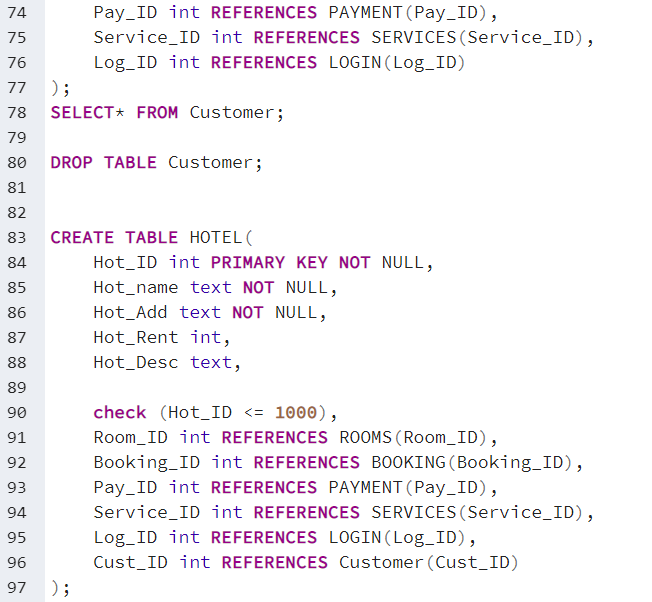 74 Pay_ID int REFERENCES PAYMENT(Pay_ID),
75 Service_ID int REFERENCES SERVICES(Service_ID),
76 Log_ID int REFERENCES LOGIN(Log_ID)
77 );
78 SELECT* FROM Customer;
79
80 DROP TABLE Customer;
81
82
83 CREATE TABLE HOTEL(
84 Hot_ID int PRIMARY KEY NOT NULL,
85 Hot_name text NOT NULL,
86 Hot_Add text NOT NULL,
87 Hot_Rent int,
88 Hot_Desc text,
89
90 check (Hot_ID <= 1000),
91 Room_ID int REFERENCES ROOMS(Room_ID),
92 Booking_ID int REFERENCES BOOKING(Booking_ID),
93 Pay_ID int REFERENCES PAYMENT(Pay_ID),
94 Service_ID int REFERENCES SERVICES(Service_ID),
95 Log_ID int REFERENCES LOGIN(Log_ID),
96 Cust_ID int REFERENCES Customer(Cust_ID)
97 );